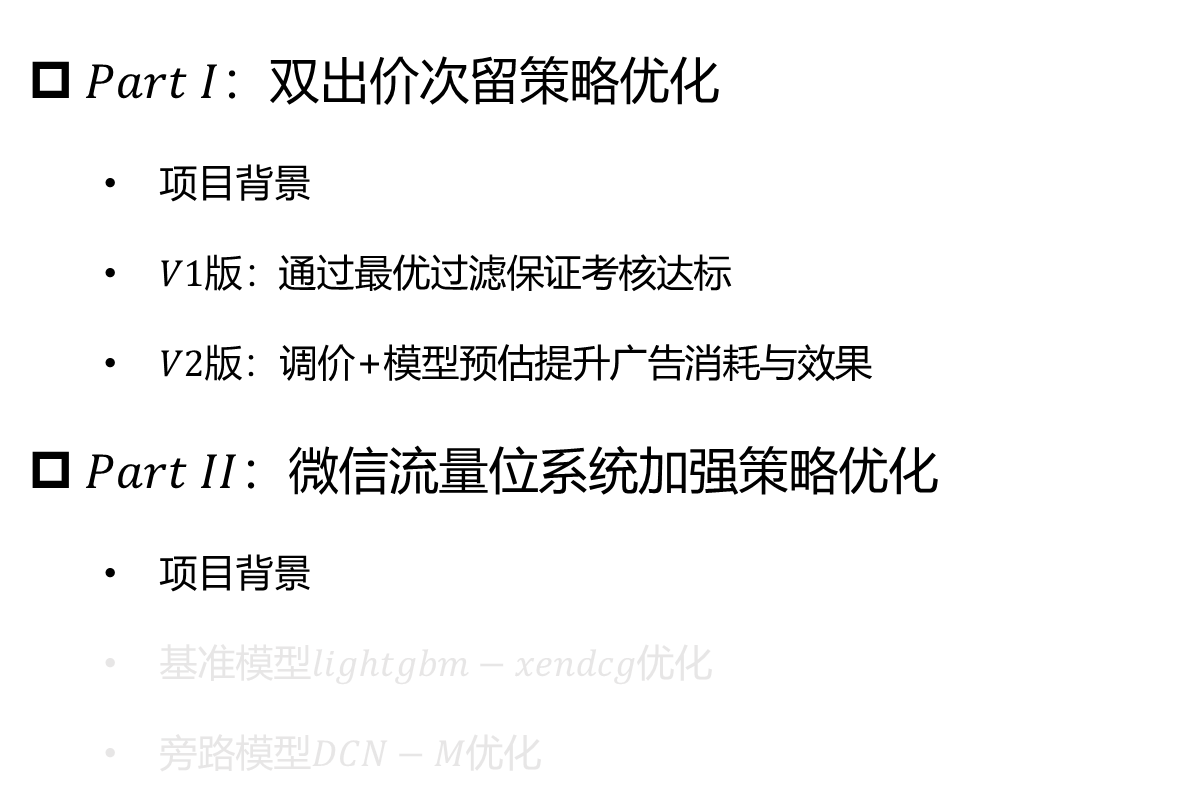 Part I：双出价次留策略优化
• 项目背景
• V1版：通过最优过滤保证考核达标
• V2版：调价+模型预估提升广告消耗与效果
Part II：微信流量位系统加强策略优化
• 项目背景
• 基准模型lightgbm − xendcg优化
• 旁路模型DCN − M优化